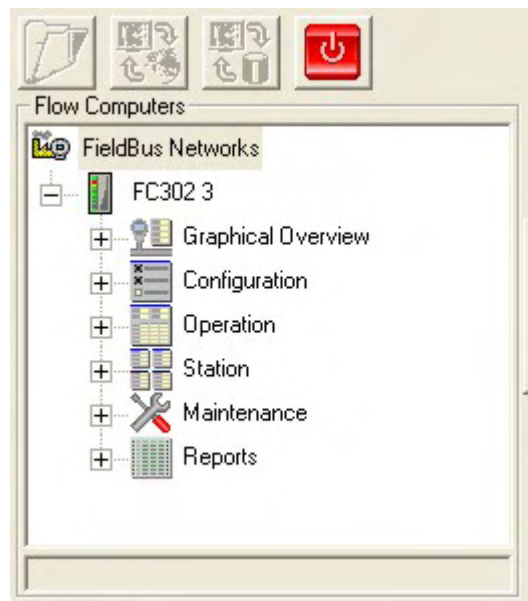 Flow Computers
FieldBus Networks
FC302 3
Graphical Overview
Configuration
Operation
Station
Maintenance
Reports